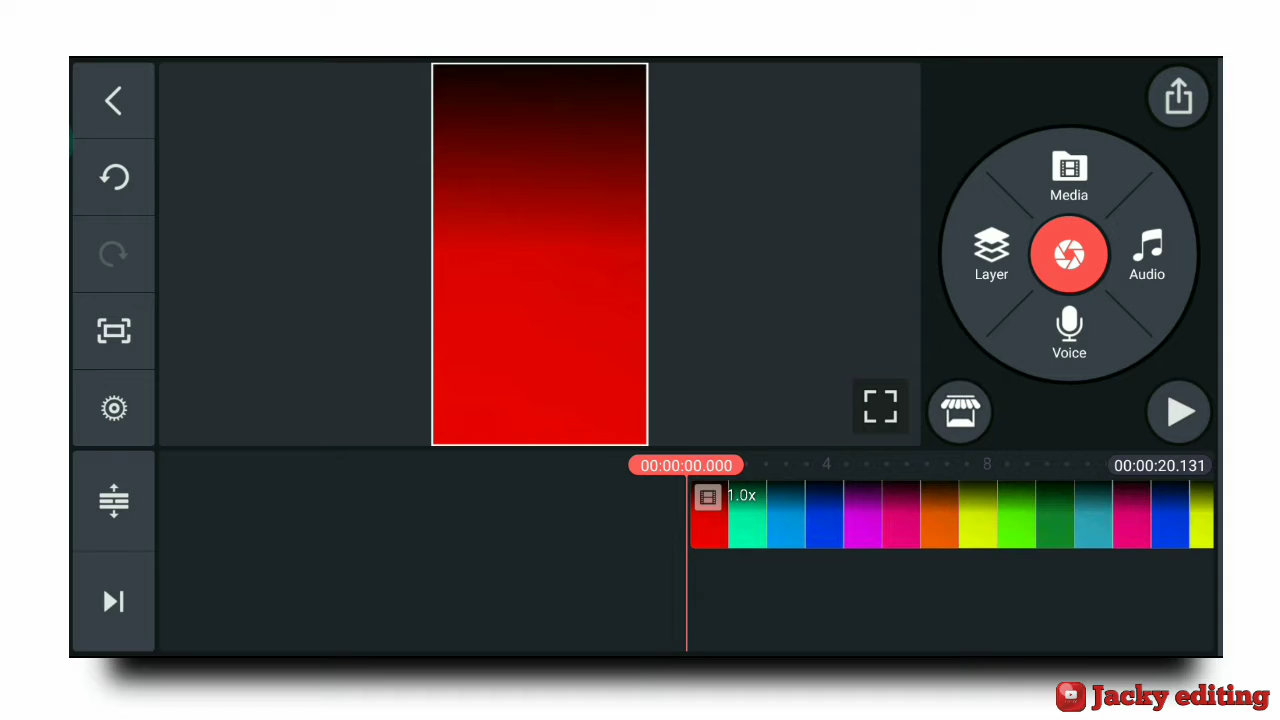 Media
Layer
Audio
Voice
00:00:00.000
4
8
00:00:20.131
1.0x
Jacky editing